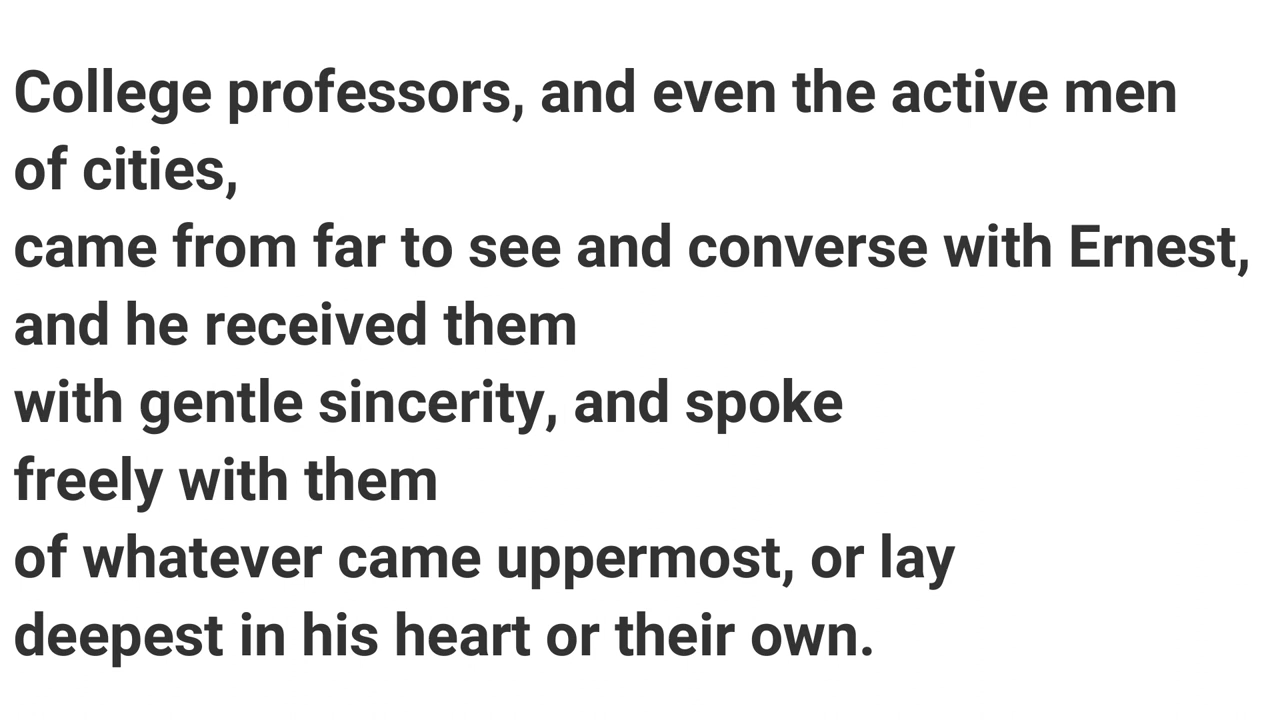 College professors, and even the active men
of cities,
came from far to see and converse with Ernest,
and he received them
with gentle sincerity, and spoke
freely with them
of whatever came uppermost, or lay
deepest in his heart or their own.